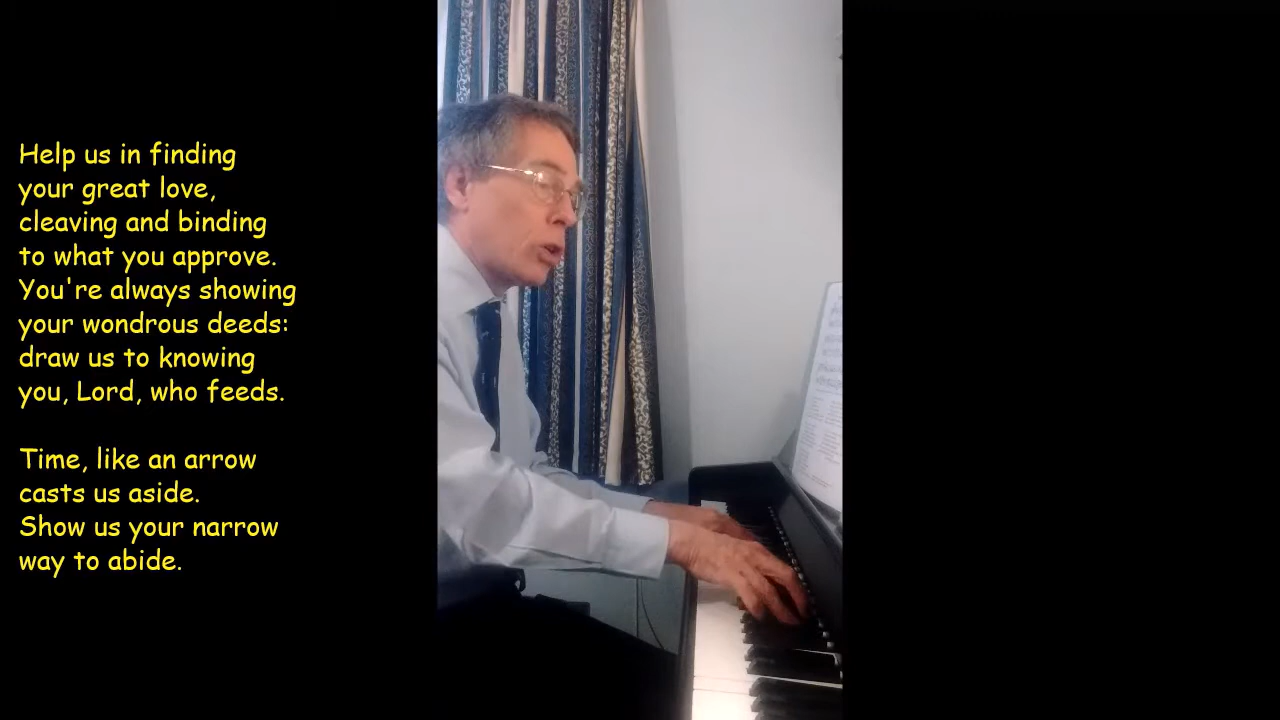 Help us in finding
your great love,
cleaving and binding
to what you approve.
You're always showing
your wondrous deeds:
draw us to knowing
you, Lord, who feeds.
Time, like an arrow
casts us aside.
Show us your narrow
way to abide.